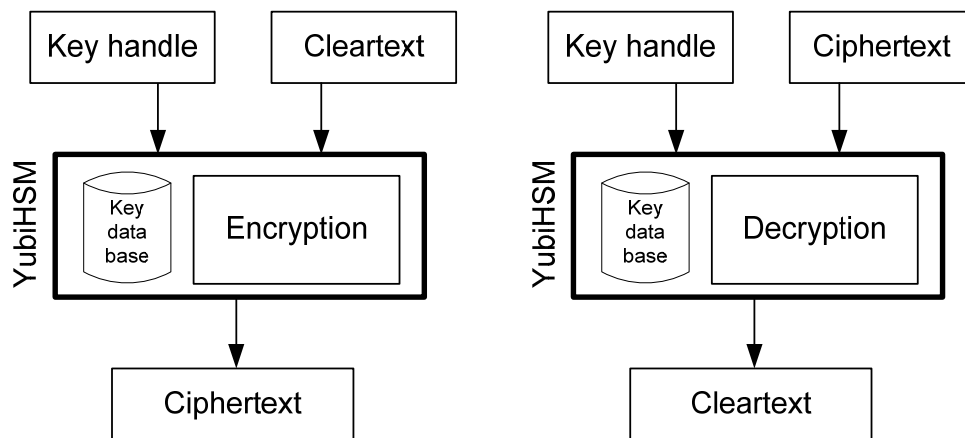 Key handle
Cleartext
YubiHSM
Key
data
base
Encryption
Ciphertext
Key handle
Ciphertext
YubiHSM
Key
data
base
Decryption
Cleartext